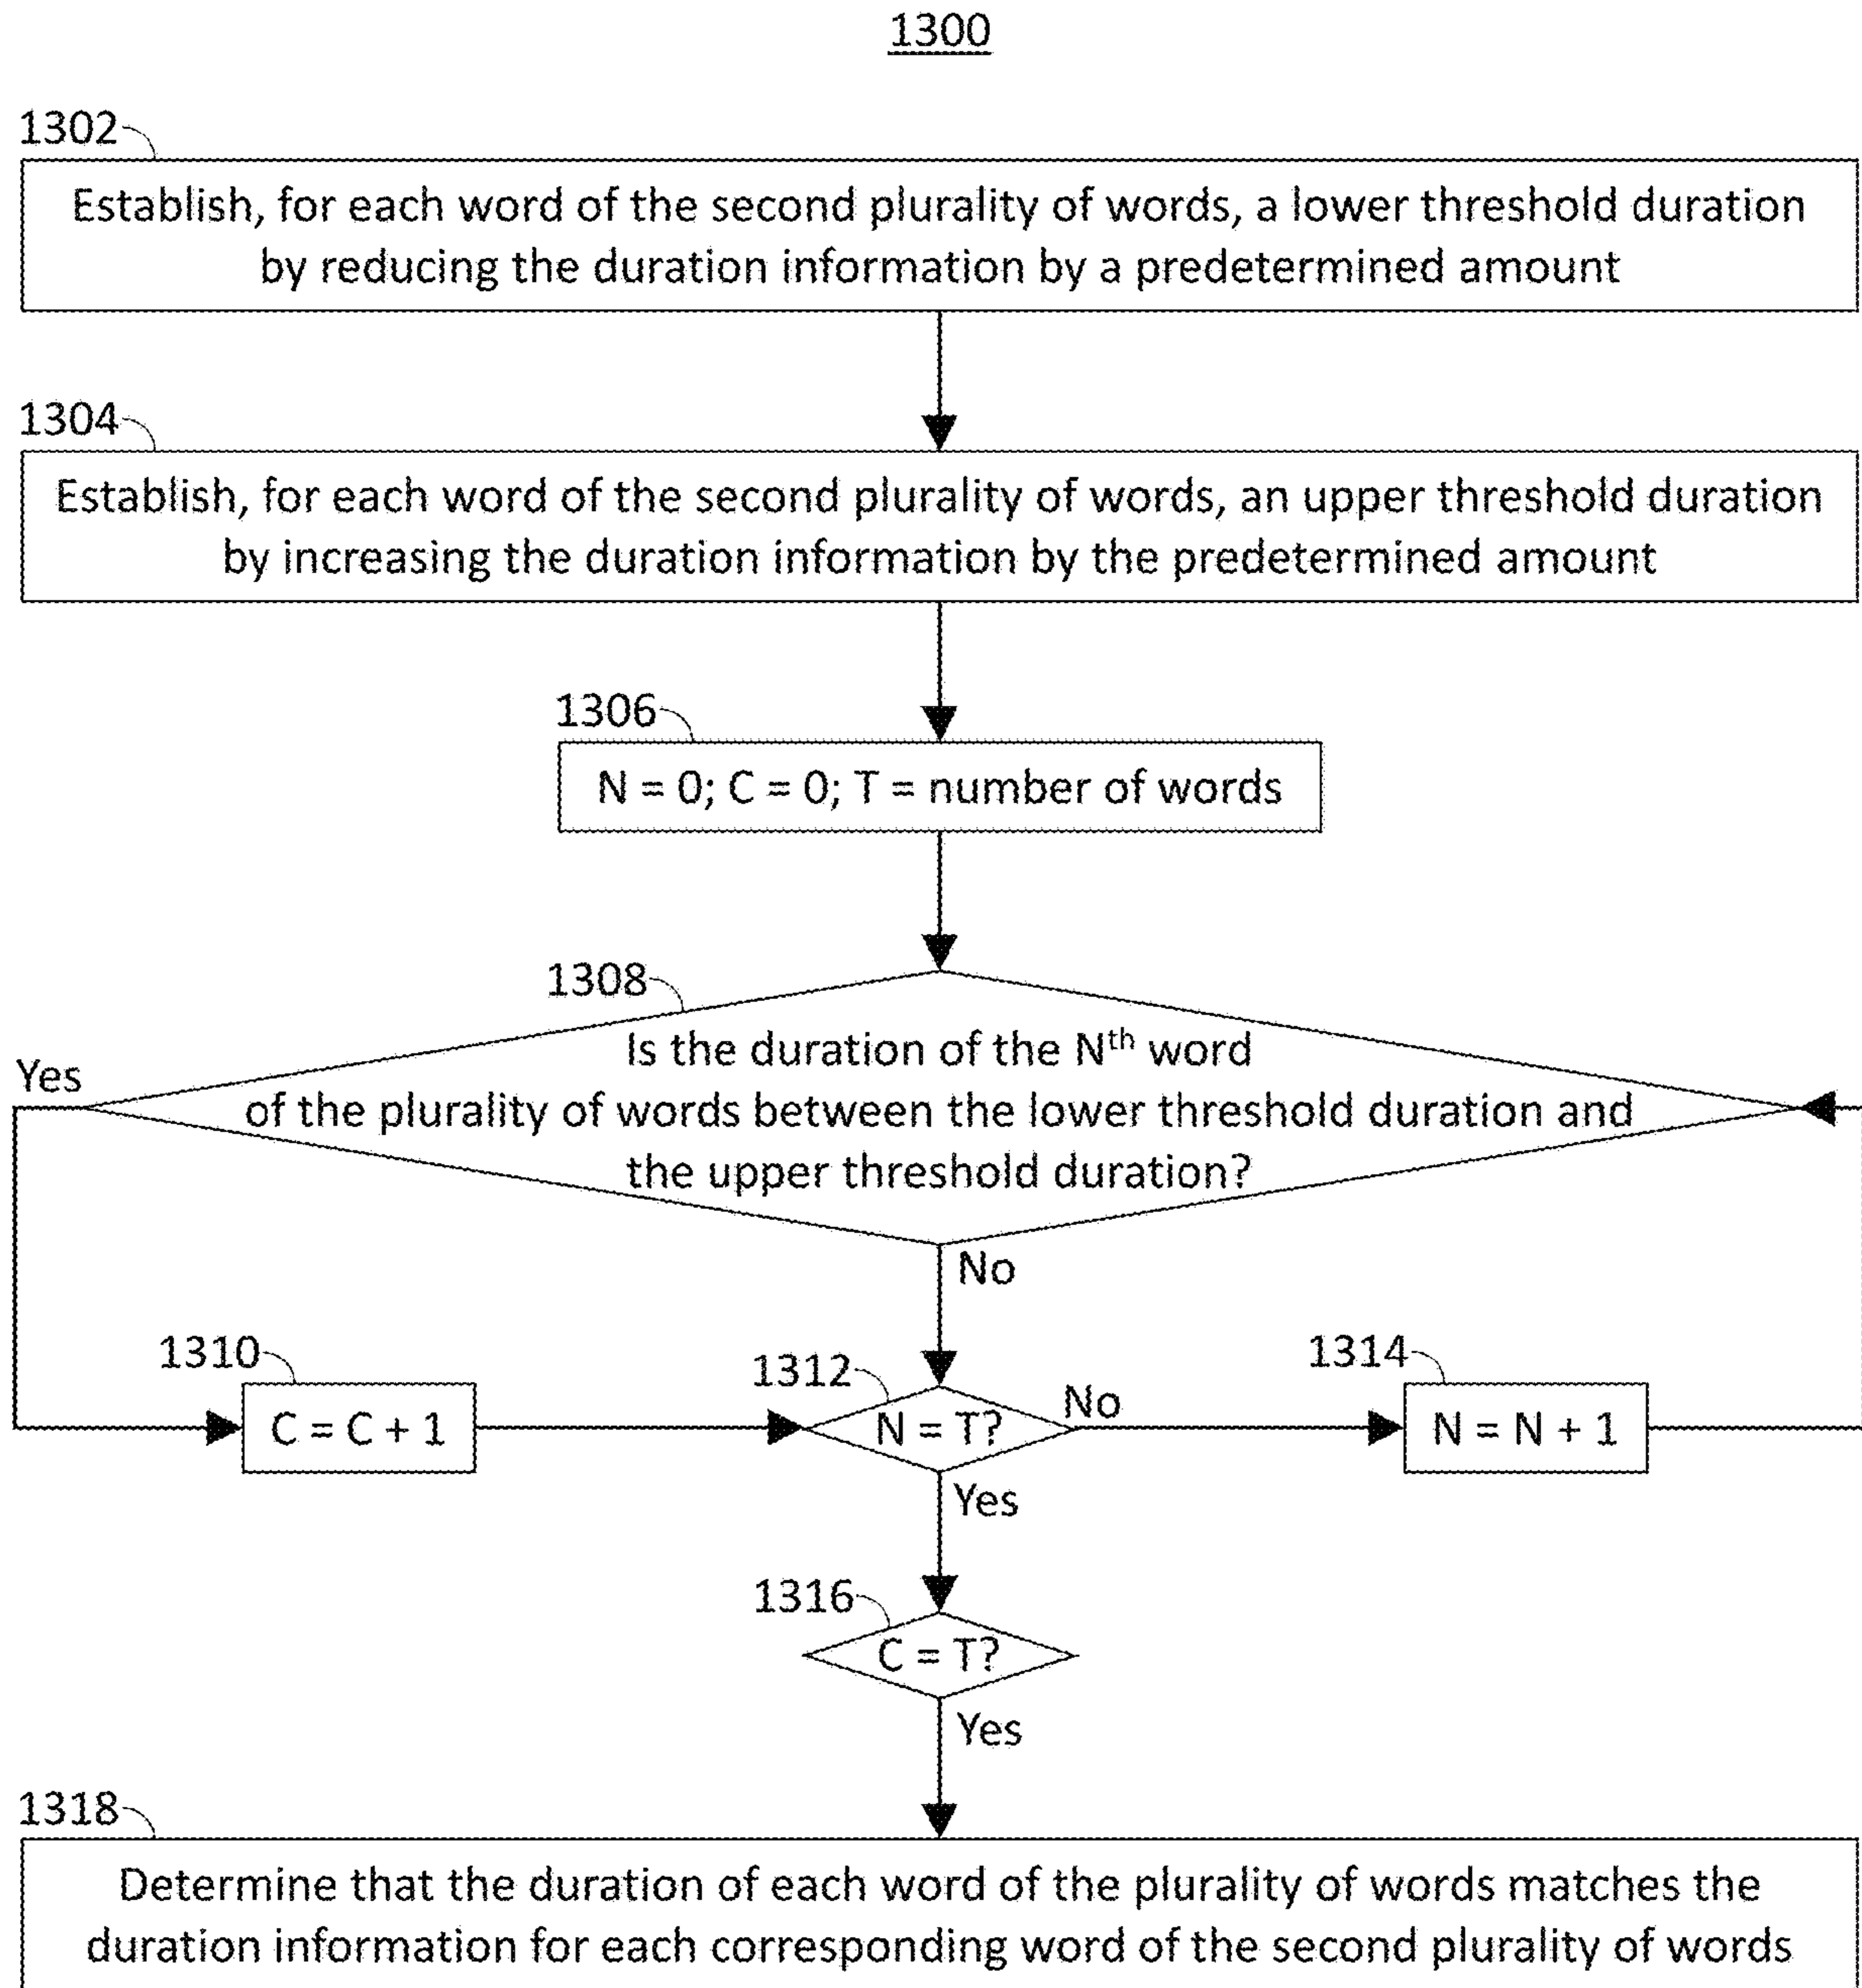 1300
1302
Establish, for each word of the second plurality of words, a lower threshold duration
by reducing the duration information by a predetermined amount
1304
Establish, for each word of the second plurality of words, an upper threshold duration
by increasing the duration information by the predetermined amount
1306
N = 0; C = 0; T = number of words
1308
Is the duration of the Nth word
Yes
of the plurality of words between the lower threshold duration and
the upper threshold duration?
No
1310
1312
1314
C = C + 1
N = T?
No
N = N + 1
Yes
1316
C = T?
Yes
1318
Determine that the duration of each word of the plurality of words matches the
duration information for each corresponding word of the second plurality of words